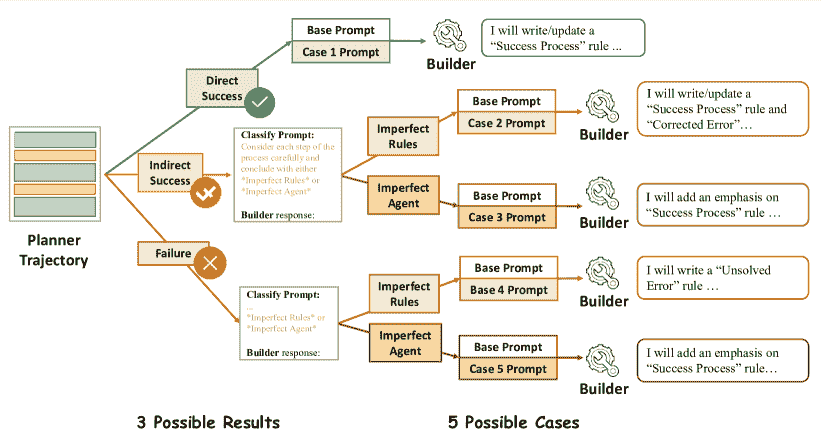 Base Prompt
Case 1 Prompt
Builder
I will write/update a
“Success Process” rule ...
Direct
Success
Planner
Trajectory
Indirect
Success
Classify Prompt:
Consider each step of the
process carefully and
conclude with either
*Imperfect Rules* or
*Imperfect Agent*
Builder response:
Imperfect
Rules
Base Prompt
Case 2 Prompt
Builder
I will write/update a
“Success Process” rule and
“Corrected Error”…
Imperfect
Agent
Base Prompt
Case 3 Prompt
Builder
I will add an emphasis on
“Success Process” rule …
Failure
Classify Prompt:
...
*Imperfect Rules* or
*Imperfect Agent*
Builder response:
Imperfect
Rules
Base Prompt
Base 4 Prompt
Builder
I will write a “Unsolved
Error” rule …
Imperfect
Agent
Base Prompt
Case 5 Prompt
Builder
I will add an emphasis on
“Success Process” rule…
3 Possible Results
5 Possible Cases